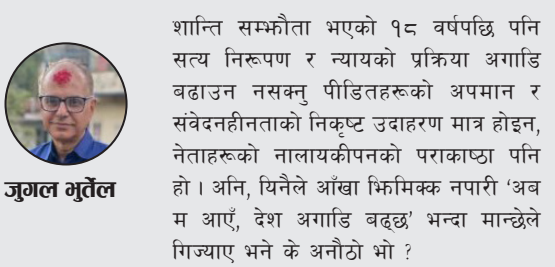 शान्ति सम्झौता भएको १८ वर्षपछि पनि
सत्य निरूपण र न्यायको प्रक्रिया अगाडि
बढाउन नसक्नु पीडितहरूको अपमान र
संवेदनहीनताको निकृष्ट उदाहरण मात्र होइन,
नेताहरूको नालायकीपनको पराकाष्ठा पनि
हो । अनि, यिनैले आँखा झिमिक्क नपारी ‘अब
म आएँ, देश अगाडि बढ्छ’ भन्दा मान्छेले
गिज्याए भने के अनौठो भो ?
जुगल भुर्तेल